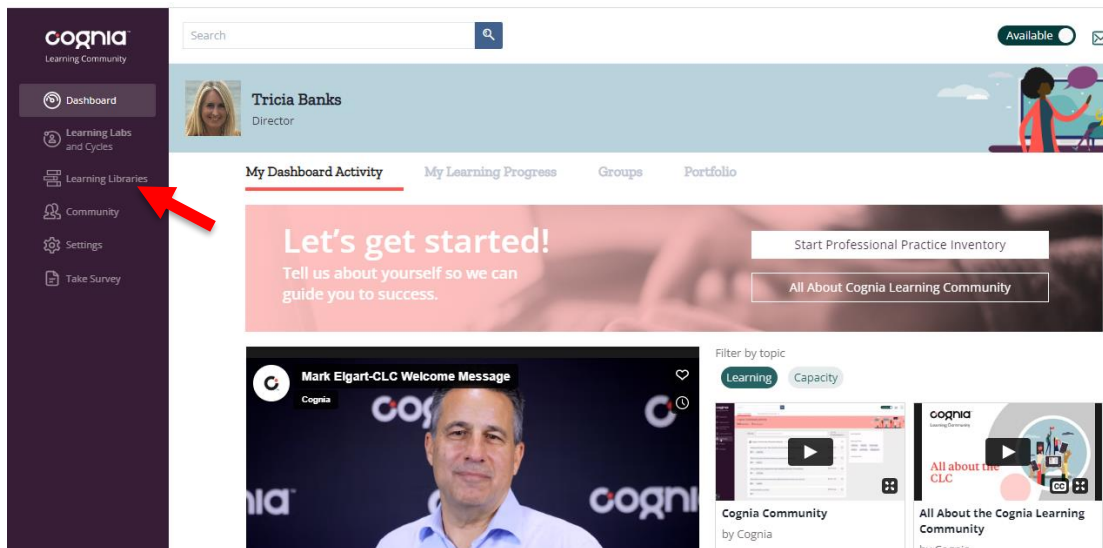 cognia
Learning Community
Search
Available
Dashboard
Learning Labs
and Cycles
Learning Libraries
Community
Settings
Take Survey
Tricia Banks
Director
My Dashboard Activity
My Learning Progress
Groups
Portfolio
Let's get started!
Tell us about yourself so we can
guide you to success.
Start Professional Practice Inventory
All About Cognia Learning Community
Mark Elgart-CLC Welcome Message
Cognia
Filter by topic
Learning
Capacity
cognia
Learning Community
All about the
CLC
CC
Cognia Community
by Cognia
All About the Cognia Learning
Community
by Cognia